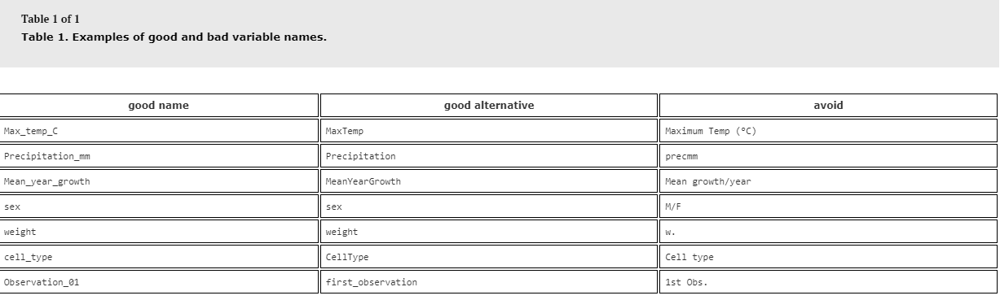 Table 1 of 1
Table 1. Examples of good and bad variable names.
good name good alternative avoid
Max_temp_C MaxTemp Maximum Temp (°C)
Precipitation_mm Precipitation precmm
Mean_year_growth MeanYearGrowth Mean growth/year
sex sex M/F
weight weight w.
cell_type CellType Cell type
Observation_01 first_observation 1st Obs.